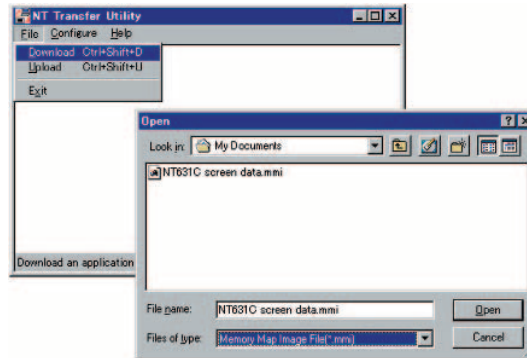 NT Transfer Utility
File Configure Help
Download Ctrl+Shift+D
Upload Ctrl+Shift+U
Exit
Download an application
Open
Look in: My Documents
NT631C screen data.mmi
File name: NT631C screen data.mmi Open
Files of type: Memory Map Image File(*.mmi) Cancel